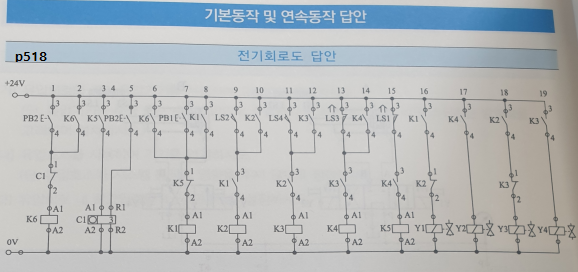 기본동작 및 연속동작 답안
p518
전기회로도 답안
+24V 1 2 3 4 5 6 7 8 9 10 11 12 13 14 15 16 17 18 19
3 3 3 3 3 3 3 3 3 3 3 3 3 3 3 3 3 3
PB2 K6 K5 PB2 K6 PB1 K1 LS2 K2 LS4 K3 LS3 K4 LS1 K1 K4 K2 K3
4 4 4 4 4 4 4 4 4 4 4 4 4 4 4 4 4 4
1 1 3 3 3 3 1 1
C1 K5 K1 K2 K3 K4 K2 K3
2 2 4 4 4 4 2 2
A1 A1 R1 A1 A1 A1 A1 A1
K6 C1 3 K1 K2 K3 K4 K5 Y1 Y2 Y3 Y4
A2 A2 R2 A2 A2 A2 A2 A2
0V